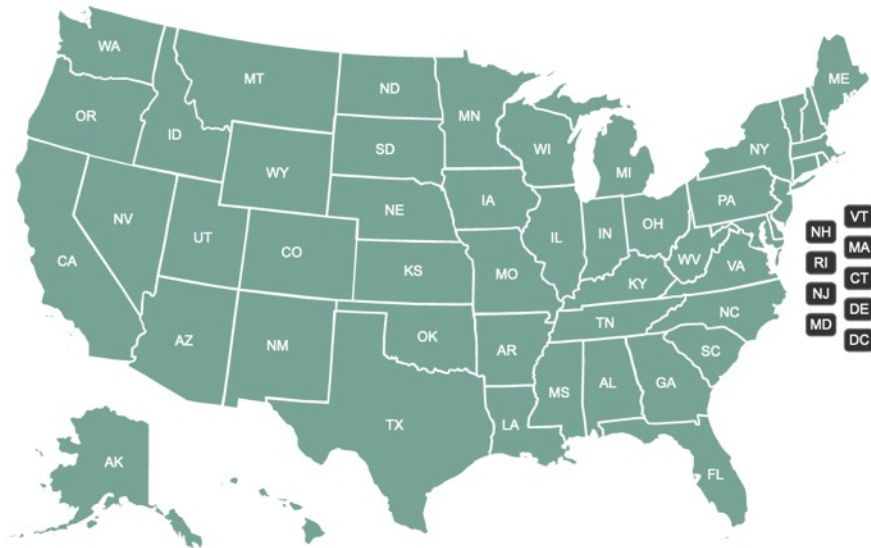 WA
MT
ND
MN
ME
OR
ID
SD
WI
MI
NY
WY
NE
IA
PA
NV
UT
CO
IL
IN
OH
VT
NH
MA
CA
KS
MO
WV
VA
RI
CT
KY
NJ
DE
AZ
NM
OK
AR
TN
NC
MD
DC
SC
TX
LA
MS
AL
GA
AK
FL